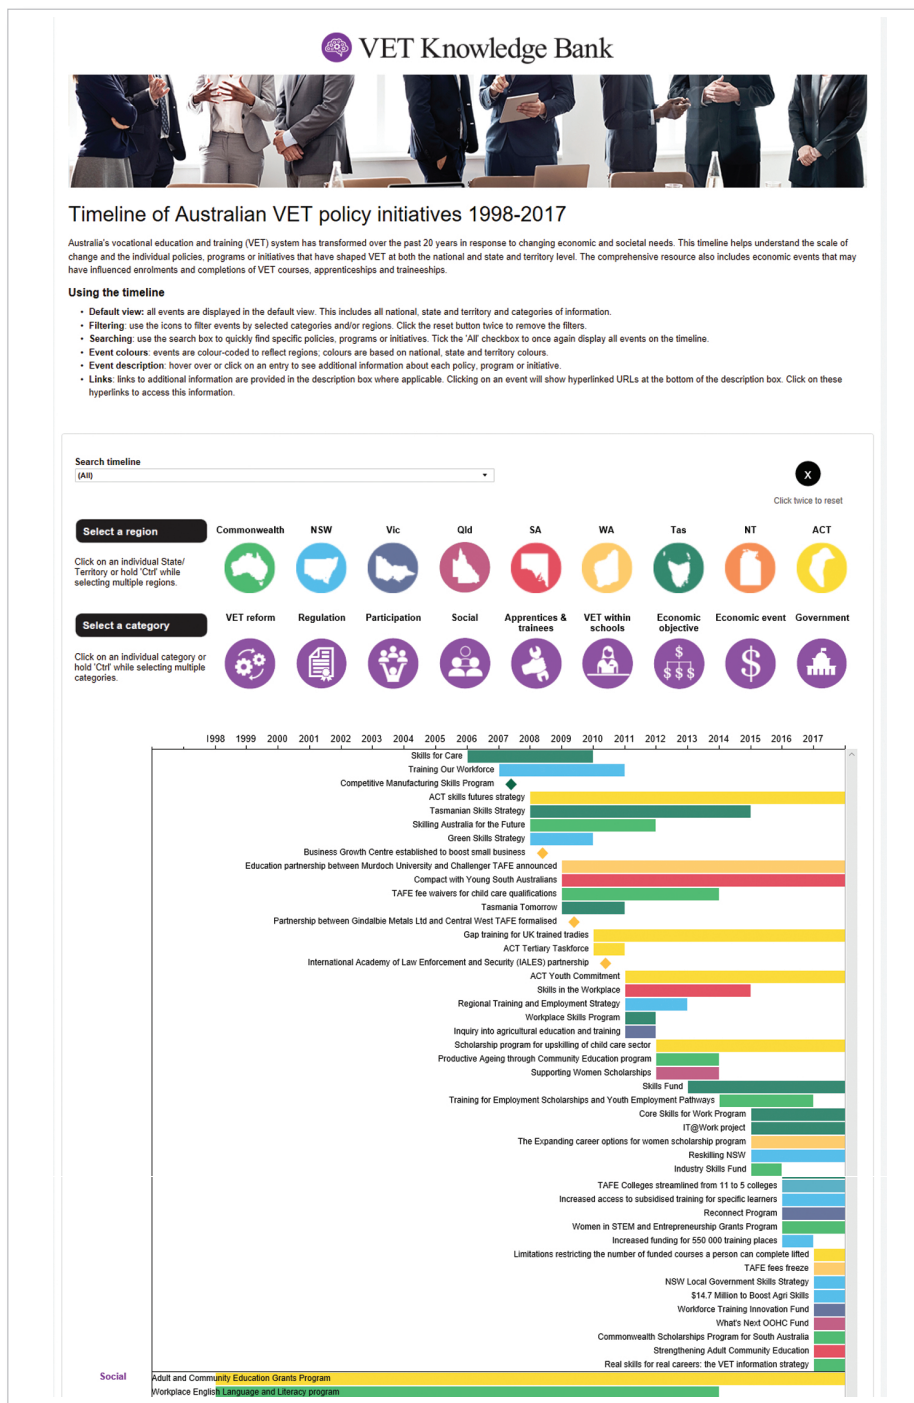 VET Knowledge Bank
Timeline of Australian VET policy initiatives 1998-2017
Australia's vocational education and training (VET) system has transformed over the past 20 years in response to changing economic and societal needs. This timeline helps understand the scale of
change and the individual policies, programs or initiatives that have shaped VET at both the national and state and territory level. The comprehensive resource also includes economic events that may
have influenced enrolments and completions of VET courses, apprenticeships and traineeships.
Using the timeline
• Default view: all events are displayed in the default view. This includes all national, state and territory and categories of information.
• Filtering: use the icons to filter events by selected categories and/or regions. Click the reset button twice to remove the filters.
• Searching: use the search box to quickly find specific policies, programs or initiatives. Tick the 'All' checkbox to once again display all events on the timeline.
• Event colours: events are colour-coded to reflect regions; colours are based on national, state and territory colours.
• Event description: hover over or click on an entry to see additional information about each policy, program or initiative.
• Links: links to additional information are provided in the description box where applicable. Clicking on an event will show hyperlinked URLs at the bottom of the description box. Click on these
hyperlinks to access this information.
Search timeline
(All)
X
Click twice to reset
Select a region
Commonwealth NSW Vic Qld SA WA Tas NT ACT
Click on an individual State/
Territory or hold 'Ctrl' while
selecting multiple regions.
Select a category
VET reform Regulation Participation Social Apprentices & trainees VET within schools Economic objective Economic event Government
Click on an individual category or
hold 'Ctrl' while selecting multiple
categories.
$ $ $ $ $
1998 1999 2000 2001 2002 2003 2004 2005 2006 2007 2008 2009 2010 2011 2012 2013 2014 2015 2016 2017
Skills for Care
Training Our Workforce
Competitive Manufacturing Skills Program
ACT skills futures strategy
Tasmanian Skills Strategy
Skilling Australia for the Future
Green Skills Strategy
Business Growth Centre established to boost small business
Education partnership between Murdoch University and Challenger TAFE announced
Compact with Young South Australians
TAFE fee waivers for child care qualifications
Tasmania Tomorrow
Partnership between Gindalbie Metals Ltd and Central West TAFE formalised
Gap training for UK trained tradies
ACT Tertiary Taskforce
International Academy of Law Enforcement and Security (IALES) partnership
ACT Youth Commitment
Skills in the Workplace
Regional Training and Employment Strategy
Workplace Skills Program
Inquiry into agricultural education and training
Scholarship program for upskilling of child care sector
Productive Ageing through Community Education program
Supporting Women Scholarships
Skills Fund
Training for Employment Scholarships and Youth Employment Pathways
Core Skills for Work Program
IT@Work project
The Expanding career options for women scholarship program
Reskilling NSW
Industry Skills Fund
TAFE Colleges streamlined from 11 to 5 colleges
Increased access to subsidised training for specific learners
Reconnect Program
Women in STEM and Entrepreneurship Grants Program
Increased funding for 550 000 training places
Limitations restricting the number of funded courses a person can complete lifted
TAFE fees freeze
NSW Local Government Skills Strategy
$14.7 Million to Boost Agri Skills
Workforce Training Innovation Fund
What's Next OOHC Fund
Commonwealth Scholarships Program for South Australia
Strengthening Adult Community Education
Real skills for real careers: the VET information strategy
Social
Adult and Community Education Grants Program
Workplace English Language and Literacy program